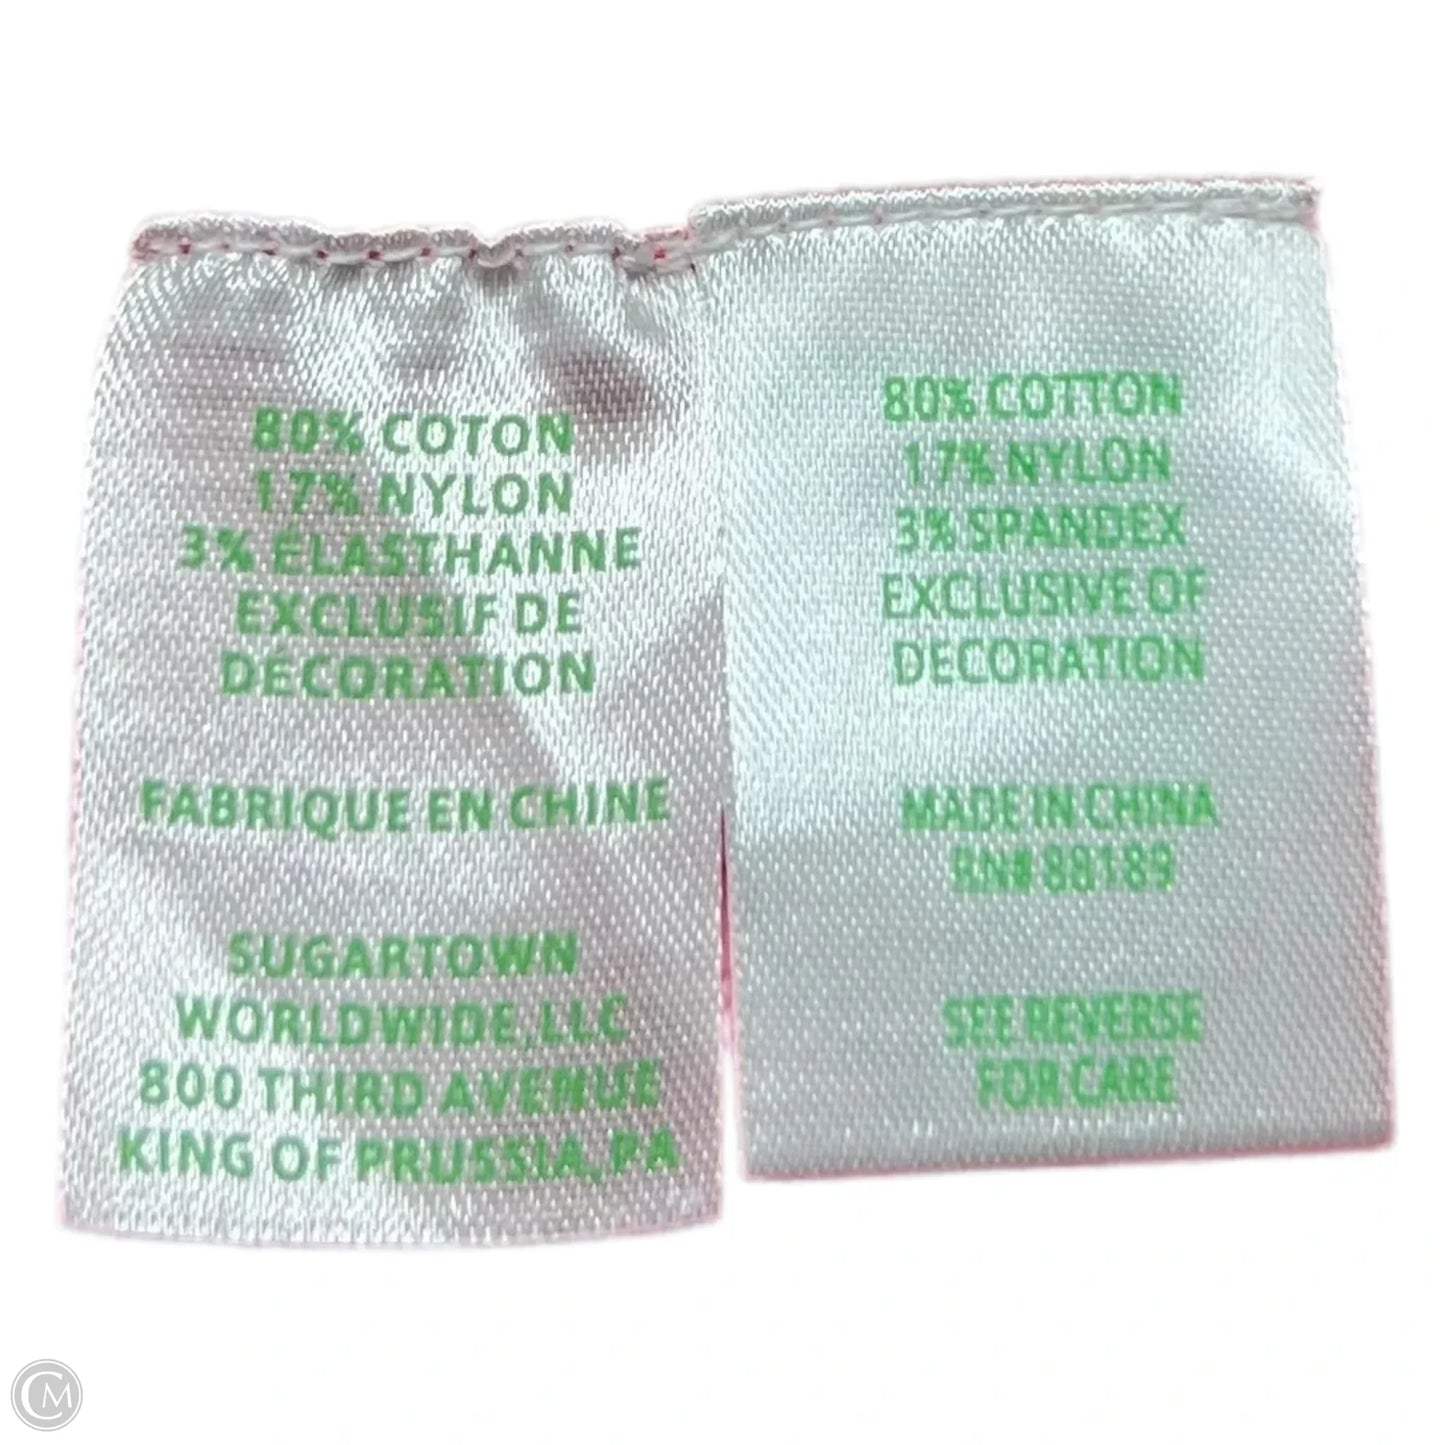 80% COTON
17% NYLON
3% ÉLASTHANNE
EXCLUSIF DE
DÉCORATION
FABRIQUE EN CHINE
SUGARTOWN
WORLDWIDE, LLC
800 THIRD AVENUE
KING OF PRUSSIA, PA
80% COTTON
17% NYLON
3% SPANDEX
EXCLUSIVE OF
DECORATION
MADE IN CHINA
RN# 88189
SEE REVERSE
FOR CARE
CM